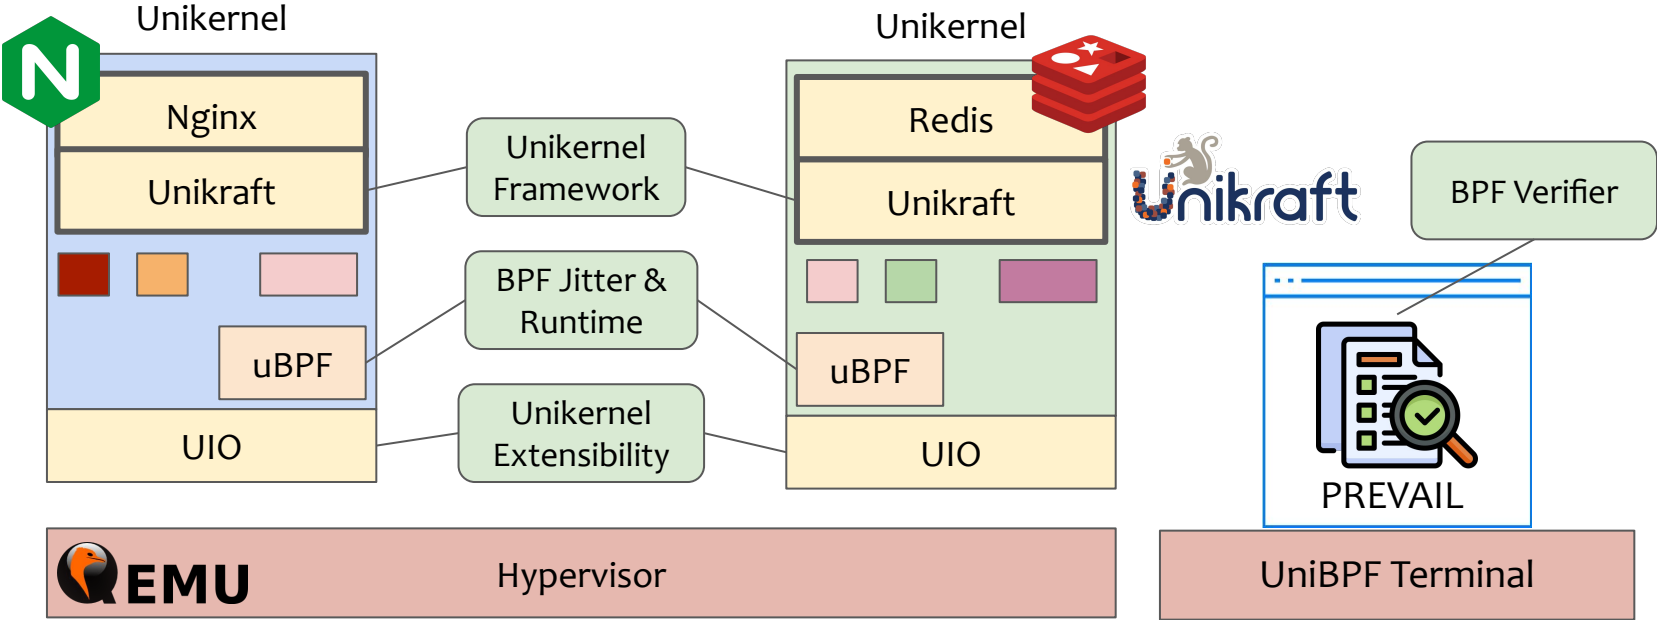 Unikernel
Unikernel
N
Nginx
Unikraft
Unikernel
Framework
Redis
Unikraft
Unikraft
BPF Verifier
BPF Jitter &
Runtime
uBPF
uBPF
Unikernel
Extensibility
UIO
UIO
PREVAIL
QEMU
Hypervisor
UniBPF Terminal